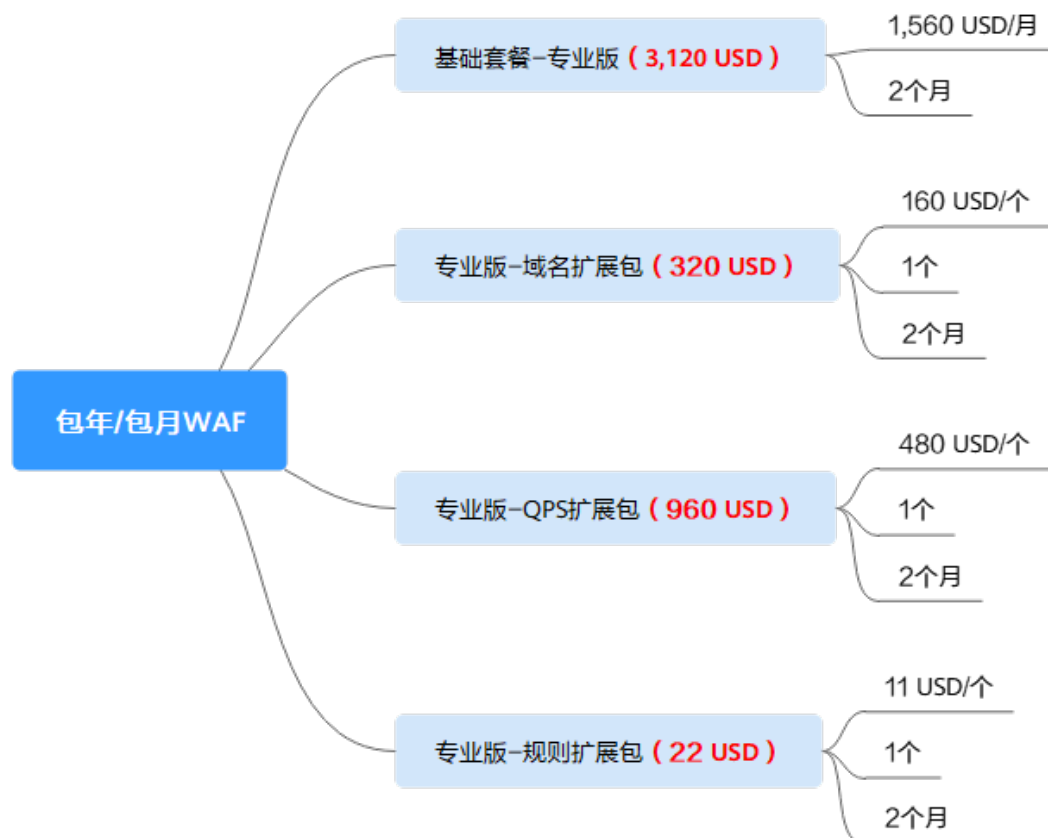 包年/包月WAF
基础套餐-专业版（3,120 USD）
1,560 USD/月
2个月
专业版-域名扩展包（320 USD）
160 USD/个
1个
2个月
专业版-QPS扩展包（960 USD）
480 USD/个
1个
2个月
专业版-规则扩展包（22 USD）
11 USD/个
1个
2个月